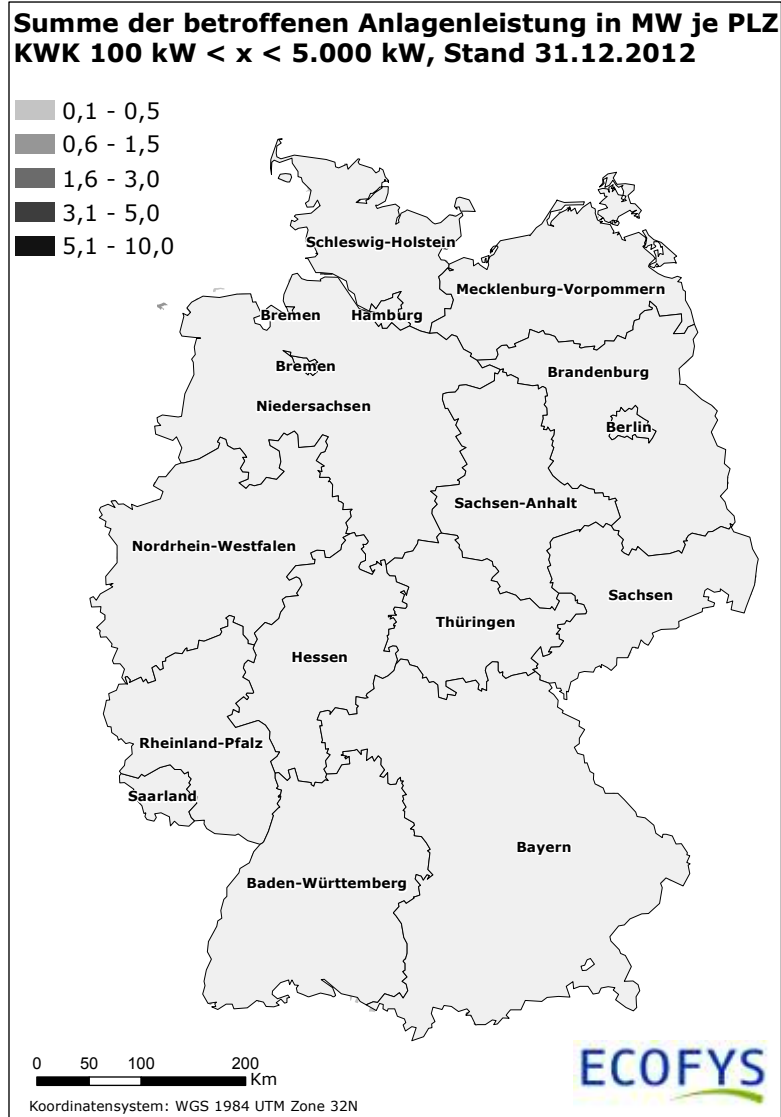 Summe der betroffenen Anlagenleistung in MW je PLZ
KWK 100 kW < x < 5.000 kW, Stand 31.12.2012
0,1 - 0,5
0,6 - 1,5
1,6 - 3,0
3,1 - 5,0
5,1 - 10,0
Schleswig-Holstein
Mecklenburg-Vorpommern
Bremen
Hamburg
Bremen
Brandenburg
Niedersachsen
Berlin
Sachsen-Anhalt
Nordrhein-Westfalen
Sachsen
Thüringen
Hessen
Rheinland-Pfalz
Saarland
Bayern
Baden-Württemberg
0 50 100 200
Km
Koordinatensystem: WGS 1984 UTM Zone 32N
ECOFYS